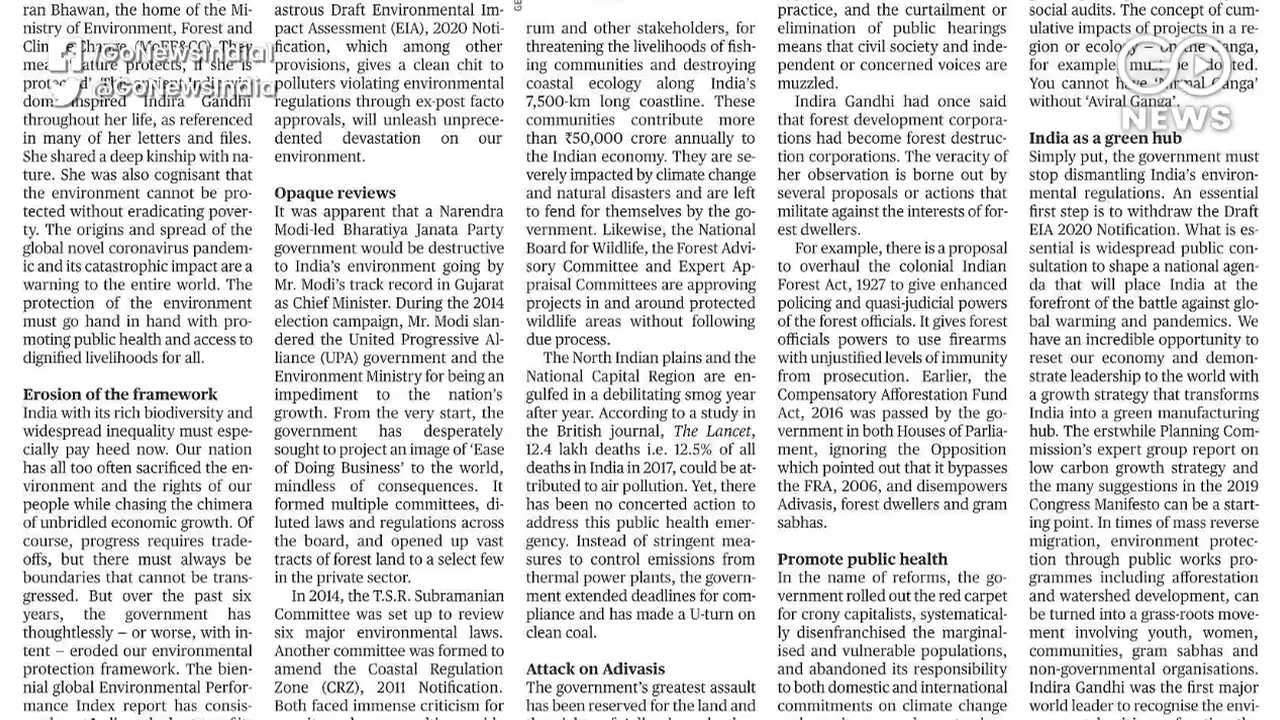 ran Bhawan, the home of the Mi-
nistry of Environment, Forest and
throughout her life, as referenced
in many of her letters and files.
She shared a deep kinship with na-
ture. She was also cognisant that
the environment cannot be pro-
tected without eradicating pover-
ty. The origins and spread of the
global novel coronavirus pandem-
ic and its catastrophic impact are a
warning to the entire world. The
protection of the environment
must go hand in hand with pro-
moting public health and access to
dignified livelihoods for all.
Erosion of the framework
India with its rich biodiversity and
widespread inequality must espe-
cially pay heed now. Our nation
has all too often sacrificed the en-
vironment and the rights of our
people while chasing the chimera
of unbridled economic growth. Of
course, progress requires trade-
offs, but there must always be
boundaries that cannot be trans-
gressed. But over the past six
years, the government has
thoughtlessly – or worse, with in-
tent – eroded our environmental
protection framework. The bien-
nial global Environmental Perfor-
mance Index report has consis-
@GoNewsIndia
@GoNewsIndia
astrous Draft Environmental Im-
pact Assessment (EIA), 2020 Noti-
fication, which among other
provisions, gives a clean chit to
polluters violating environmental
regulations through ex-post facto
approvals, will unleash unprece-
dented devastation on our
environment.
Opaque reviews
It was apparent that a Narendra
Modi-led Bharatiya Janata Party
government would be destructive
to India's environment going by
Mr. Modi's track record in Gujarat
as Chief Minister. During the 2014
election campaign, Mr. Modi slan-
dered the United Progressive Al-
liance (UPA) government and the
Environment Ministry for being an
impediment to the nation's
growth. From the very start, the
government has desperately
sought to project an image of 'Ease
of Doing Business' to the world,
mindless of consequences. It
formed multiple committees, di-
luted laws and regulations across
the board, and opened up vast
tracts of forest land to a select few
in the private sector.
In 2014, the T.S.R. Subramanian
Committee was set up to review
six major environmental laws.
Another committee was formed to
amend the Coastal Regulation
Zone (CRZ), 2011 Notification.
Both faced immense criticism for
rum and other stakeholders, for
threatening the livelihoods of fish-
ing communities and destroying
coastal ecology along India's
7,500-km long coastline. These
communities contribute more
than ₹50,000 crore annually to
the Indian economy. They are se-
verely impacted by climate change
and natural disasters and are left
to fend for themselves by the go-
vernment. Likewise, the National
Board for Wildlife, the Forest Advi-
sory Committee and Expert Ap-
praisal Committees are approving
projects in and around protected
wildlife areas without following
due process.
The North Indian plains and the
National Capital Region are en-
gulfed in a debilitating smog year
after year. According to a study in
the British journal, The Lancet,
12.4 lakh deaths i.e. 12.5% of all
deaths in India in 2017, could be at-
tributed to air pollution. Yet, there
has been no concerted action to
address this public health emer-
gency. Instead of stringent mea-
sures to control emissions from
thermal power plants, the govern-
ment extended deadlines for com-
pliance and has made a U-turn on
clean coal.
Attack on Adivasis
The government's greatest assault
has been reserved for the land and
practice, and the curtailment or
elimination of public hearings
means that civil society and inde-
pendent or concerned voices are
muzzled.
Indira Gandhi had once said
that forest development corpora-
tions had become forest destruc-
tion corporations. The veracity of
her observation is borne out by
several proposals or actions that
militate against the interests of for-
est dwellers.
For example, there is a proposal
to overhaul the colonial Indian
Forest Act, 1927 to give enhanced
policing and quasi-judicial powers
of the forest officials. It gives forest
officials powers to use firearms
with unjustified levels of immunity
from prosecution. Earlier, the
Compensatory Afforestation Fund
Act, 2016 was passed by the go-
vernment in both Houses of Parlia-
ment, ignoring the Opposition
which pointed out that it bypasses
the FRA, 2006, and disempowers
Adivasis, forest dwellers and gram
sabhas.
Promote public health
In the name of reforms, the go-
vernment rolled out the red carpet
for crony capitalists, systematical-
ly disenfranchised the marginal-
ised and vulnerable populations,
and abandoned its responsibility
to both domestic and international
commitments on climate change
social audits. The concept of cum-
ulative impacts of projects in a re-
You cannot
without 'Aviral Ganga'.
India as a green hub
Simply put, the government must
stop dismantling India's environ-
mental regulations. An essential
first step is to withdraw the Draft
EIA 2020 Notification. What is es-
sential is widespread public con-
sultation to shape a national agen-
da that will place India at the
forefront of the battle against glo-
bal warming and pandemics. We
have an incredible opportunity to
reset our economy and demon-
strate leadership to the world with
a growth strategy that transforms
India into a green manufacturing
hub. The erstwhile Planning Com-
mission's expert group report on
low carbon growth strategy and
the many suggestions in the 2019
Congress Manifesto can be a start-
ing point. In times of mass reverse
migration, environment protec-
tion through public works pro-
grammes including afforestation
and watershed development, can
be turned into a grass-roots move-
ment involving youth, women,
communities, gram sabhas and
non-governmental organisations.
Indira Gandhi was the first major
world leader to recognise the envi-
GO
NEWS